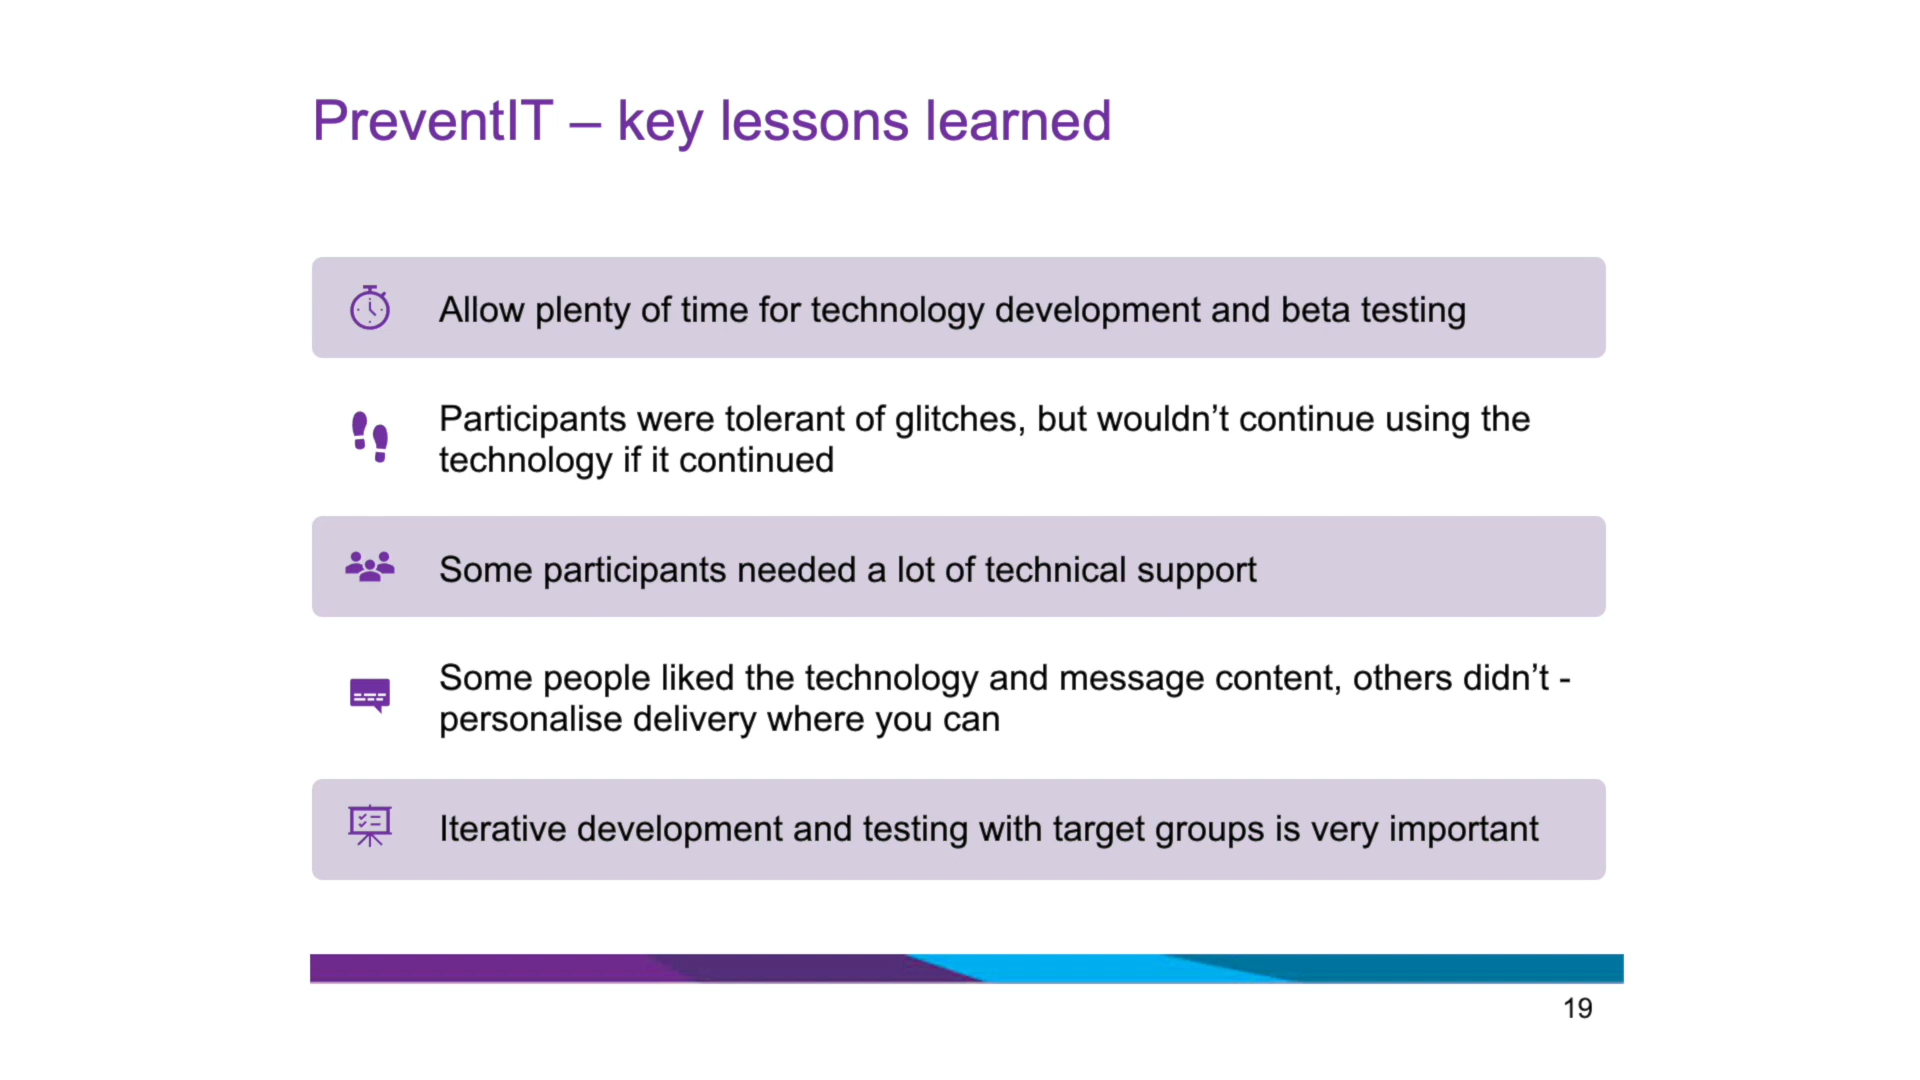 PreventIT – key lessons learned
Allow plenty of time for technology development and beta testing
Participants were tolerant of glitches, but wouldn’t continue using the
technology if it continued
Some participants needed a lot of technical support
Some people liked the technology and message content, others didn’t -
personalise delivery where you can
Iterative development and testing with target groups is very important
19